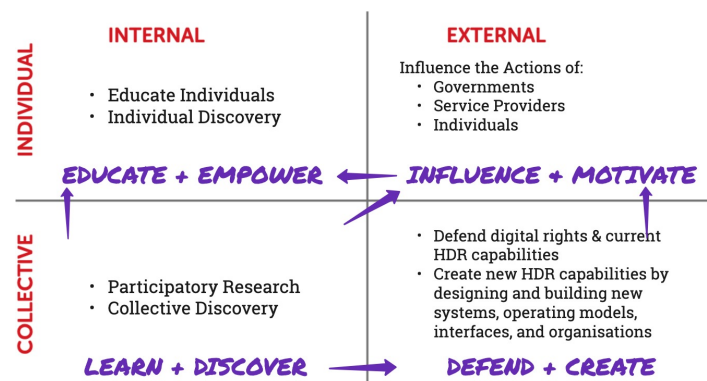 INTERNAL
EXTERNAL
INDIVIDUAL
• Educate Individuals
• Individual Discovery
Influence the Actions of:
• Governments
• Service Providers
• Individuals
EDUCATE + EMPOWER
INFLUENCE + MOTIVATE
COLLECTIVE
• Participatory Research
• Collective Discovery
• Defend digital rights & current
HDR capabilities
• Create new HDR capabilities by
designing and building new
systems, operating models,
interfaces, and organisations
LEARN + DISCOVER
DEFEND + CREATE